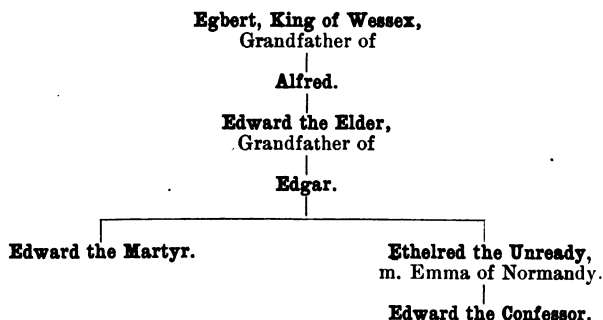 Egbert, King of Wessex,
Grandfather of
Alfred.
Edward the Elder,
Grandfather of
Edgar.
Edward the Martyr.
Ethelred the Unready,
m. Emma of Normandy.
Edward the Confessor.